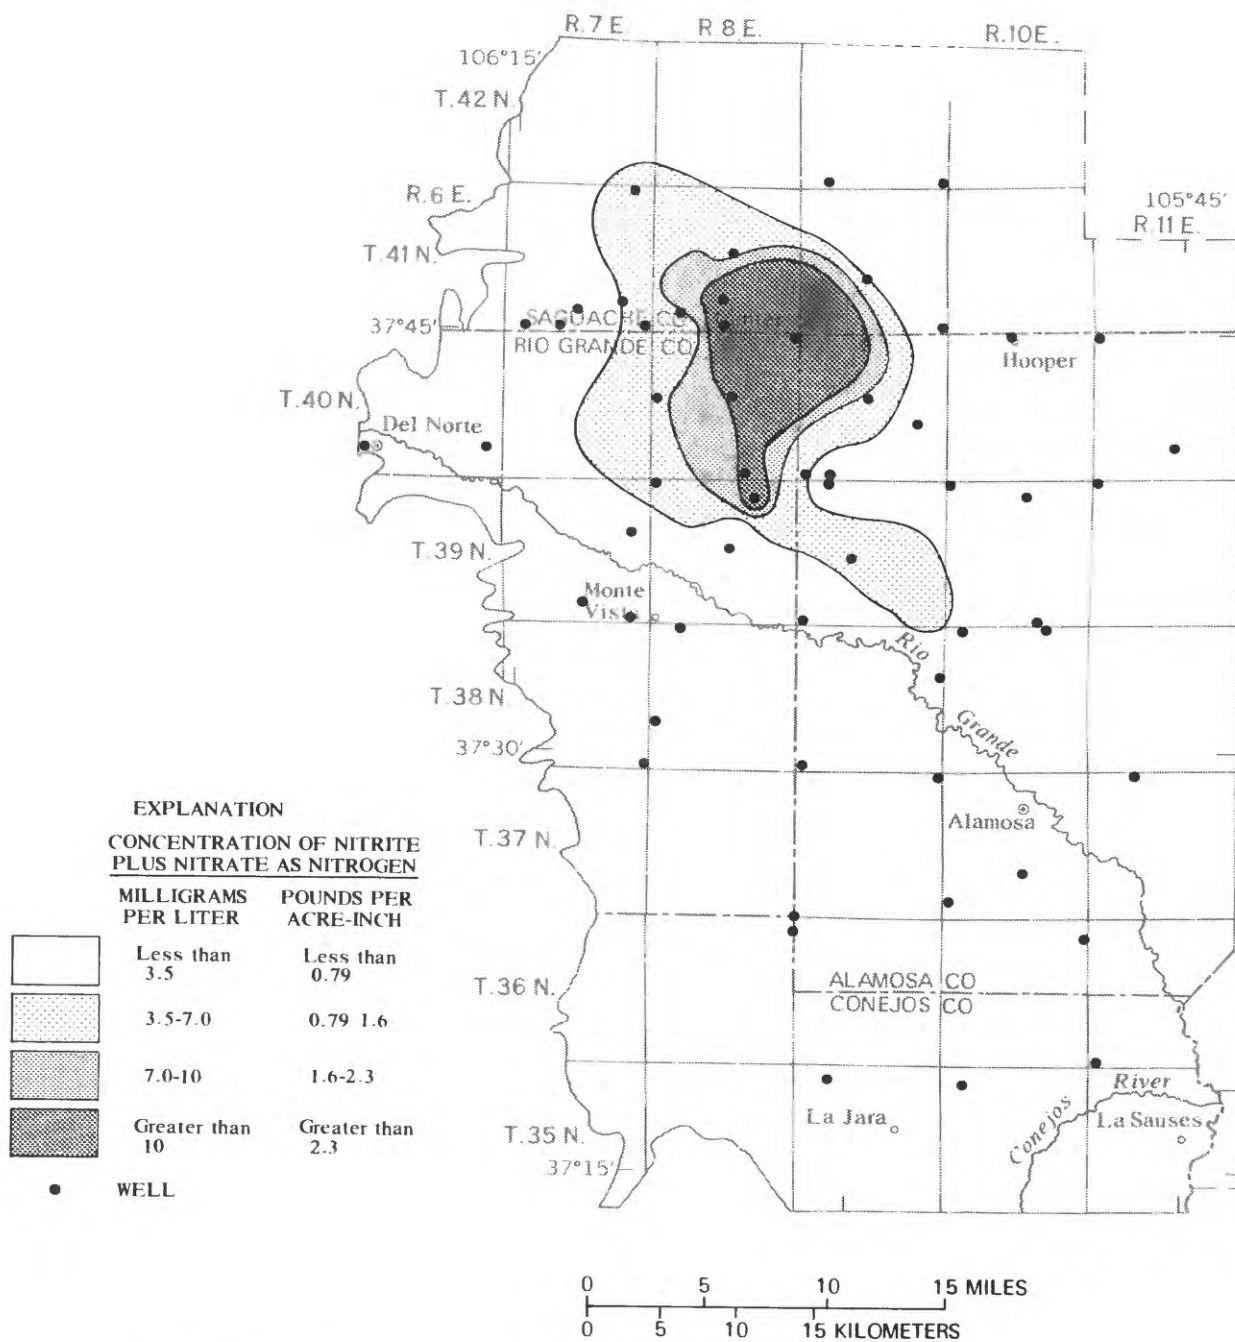 R.7 E. R.8 E. R.10E.
106°15'
T.42 N.
R.6 E.
105°45'
R.11 E.
T.41 N.
37°45'
SAGUACHE CO
RIO GRANDE CO
Hooper
T.40 N.
Del Norte
T.39 N.
Monte
Vista
Rio
Grande
T.38 N.
37°30'
Alamosa
T.37 N.
EXPLANATION
CONCENTRATION OF NITRITE
PLUS NITRATE AS NITROGEN
MILLIGRAMS POUNDS PER
PER LITER ACRE-INCH
Less than Less than
3.5 0.79
3.5-7.0 0.79 1.6
7.0-10 1.6-2.3
Greater than Greater than
10 2.3
WELL
T.36 N.
ALAMOSA CO
CONEJOS CO
La Jara
Conejos River
La Sauses
T.35 N.
37°15'
0 5 10 15 MILES
0 5 10 15 KILOMETERS